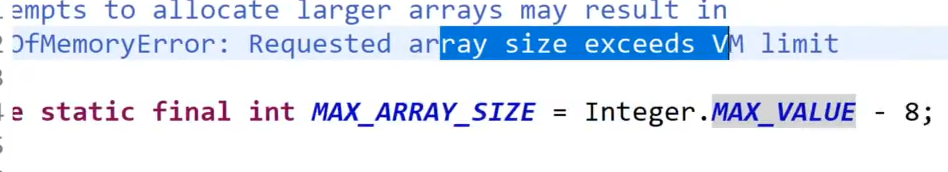 empts to allocate larger arrays may result in
OfMemoryError: Requested array size exceeds VM limit
e static final int MAX_ARRAY_SIZE = Integer.MAX_VALUE - 8;